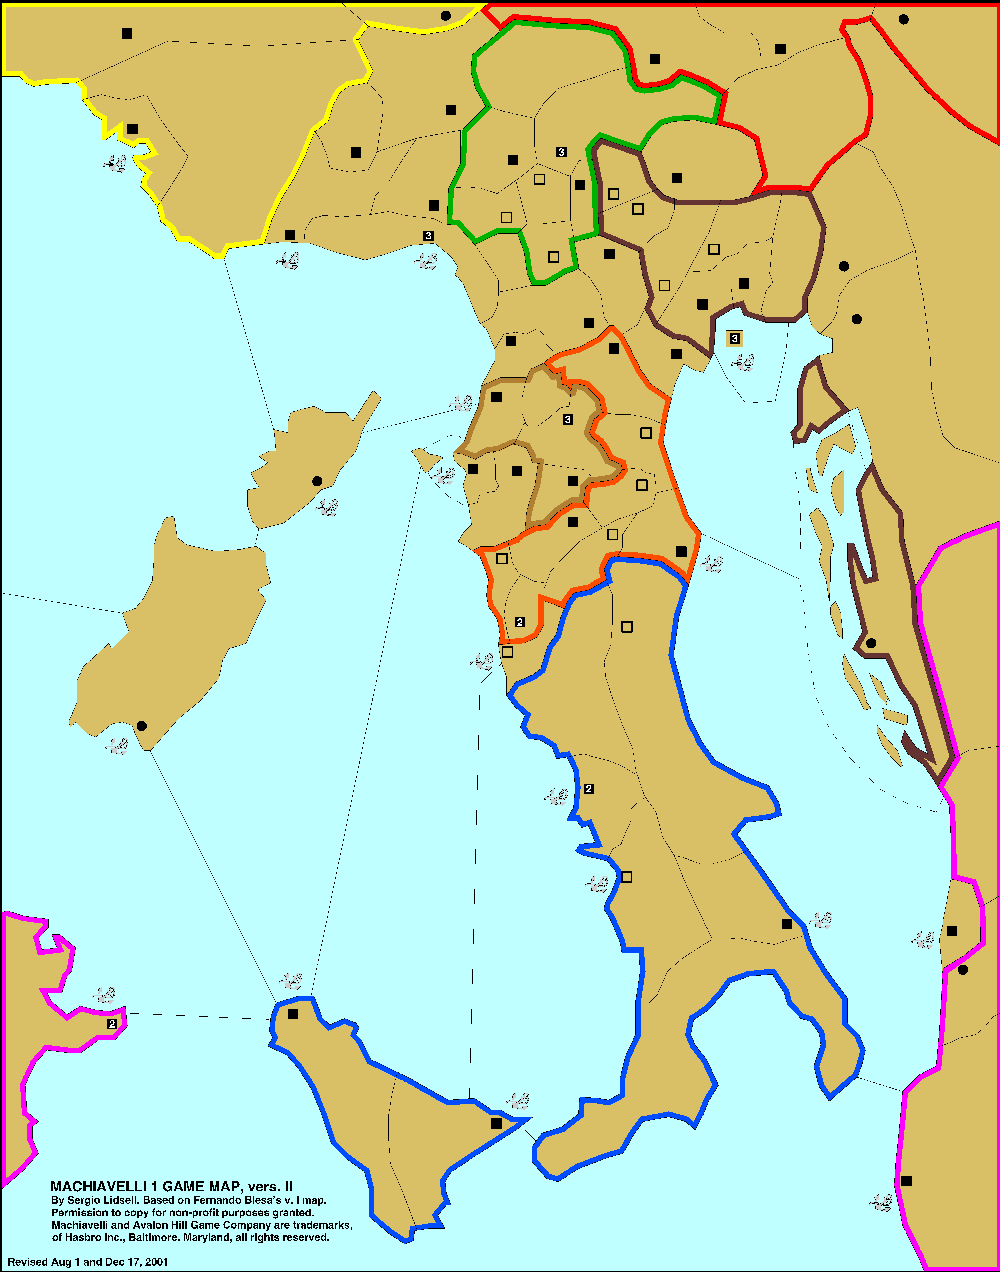 3
3
3
3
2
2
2
MACHIAVELLI 1 GAME MAP, vers. II
By Sergio Lidsell. Based on Fernando Blesa's v. I map.
Permission to copy for non-profit purposes granted.
Machiavelli and Avalon Hill Game Company are trademarks,
of Hasbro Inc., Baltimore. Maryland, all rights reserved.
Revised Aug 1 and Dec 17, 2001